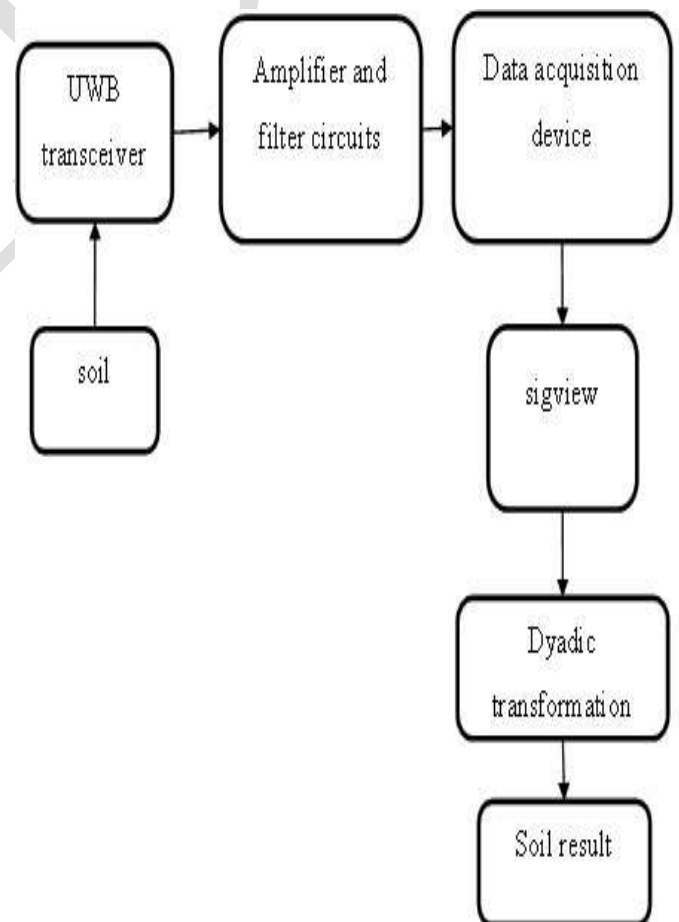 UWB
transceiver
Amplifier and
filter circuits
Data acquisition
device
soil
sigview
Dyadic
transformation
Soil result